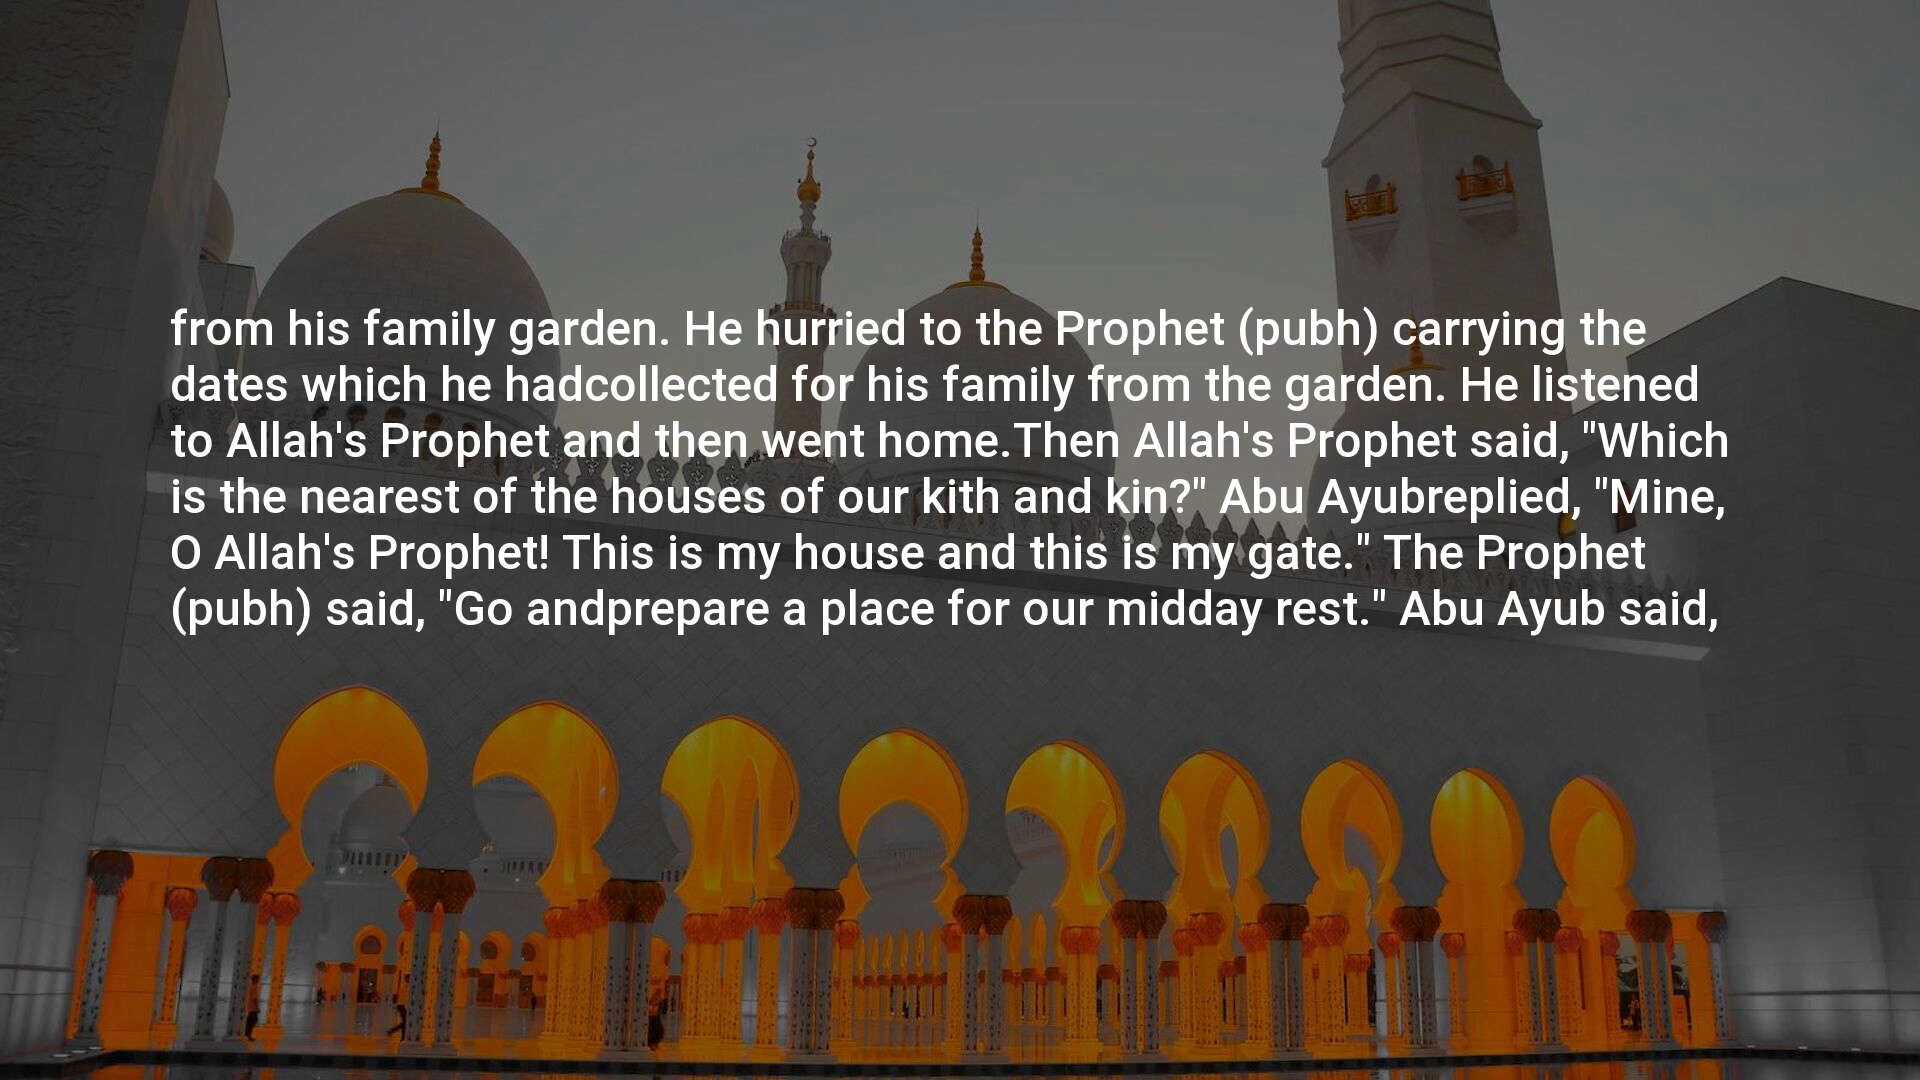 from his family garden. He hurried to the Prophet (pubh) carrying the
dates which he hadcollected for his family from the garden. He listened
to Allah's Prophet and then went home.Then Allah's Prophet said, "Which
is the nearest of the houses of our kith and kin?" Abu Ayubreplied, "Mine,
O Allah's Prophet! This is my house and this is my gate." The Prophet
(pubh) said, "Go andprepare a place for our midday rest." Abu Ayub said,